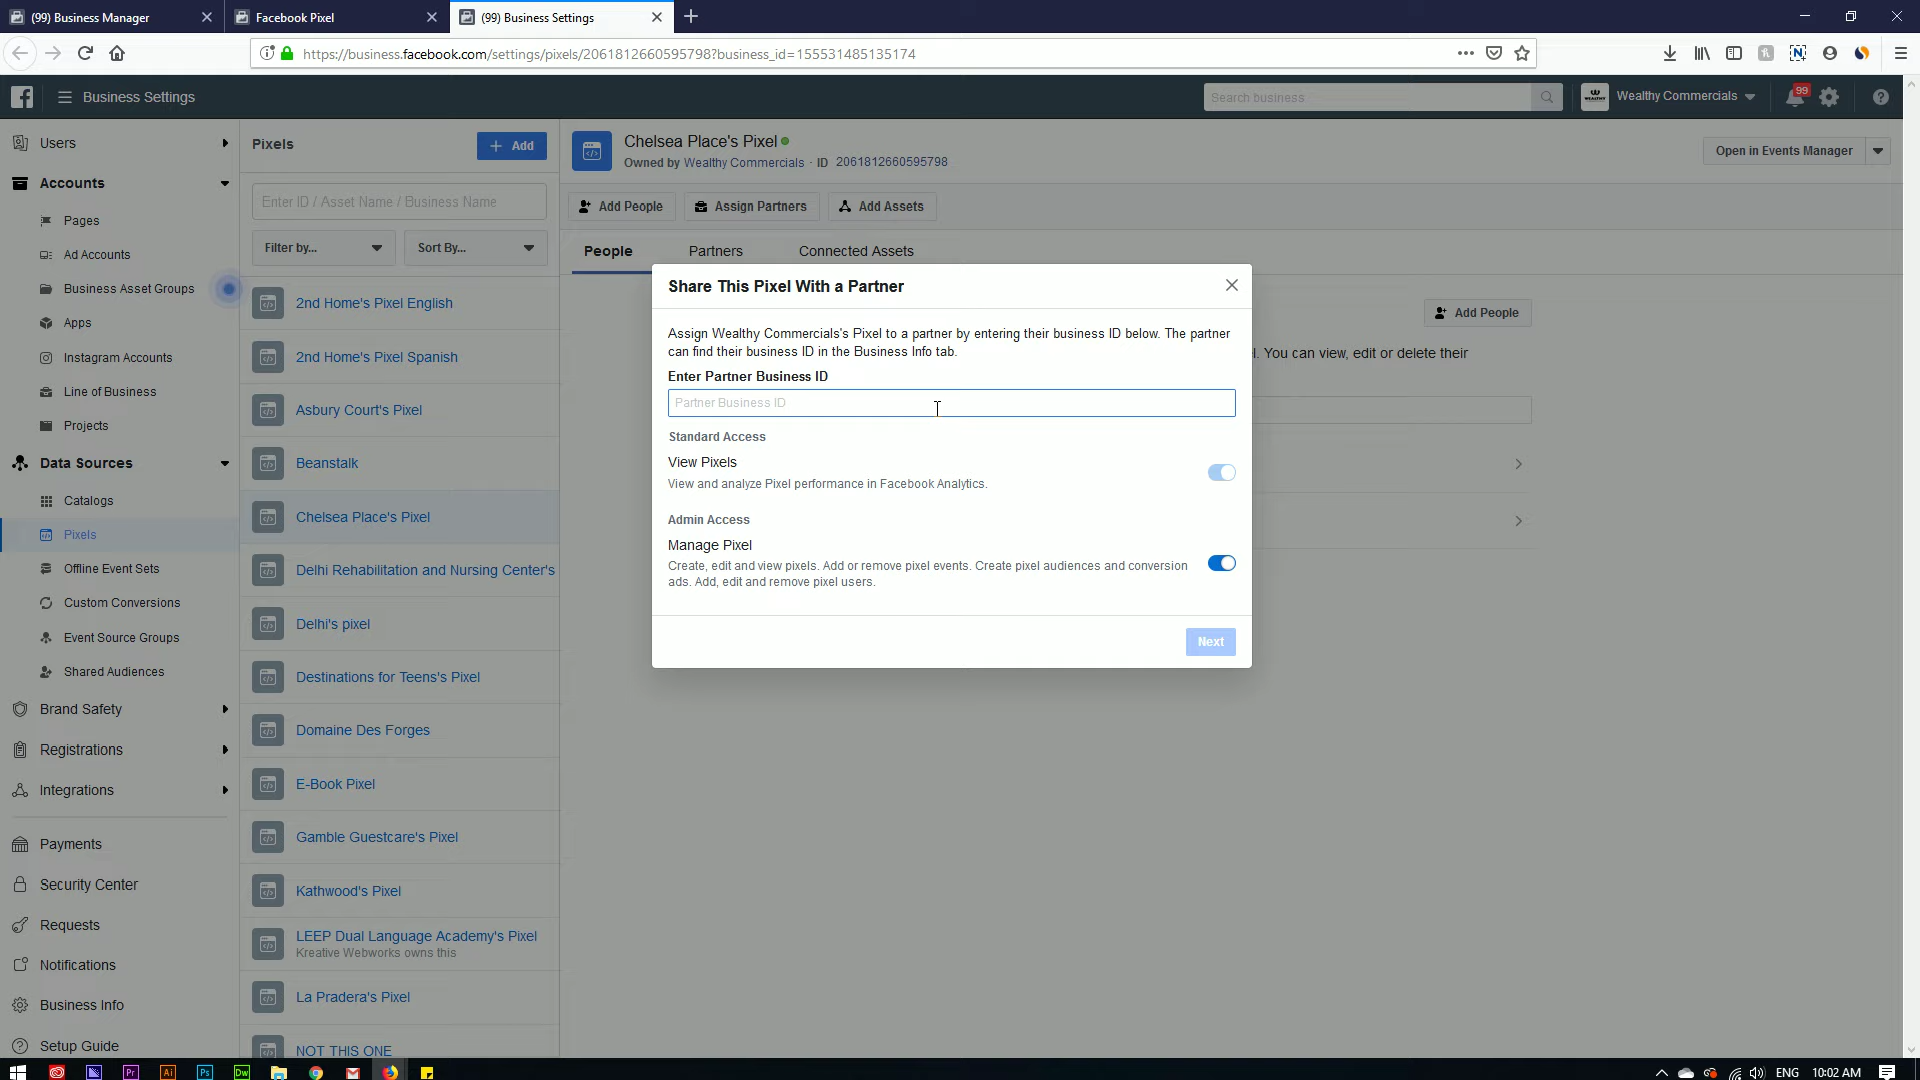 (99) Business Manager
Facebook Pixel
(99) Business Settings
https://business.facebook.com/settings/pixels/2061812660595798?business_id=155531485135174
Business Settings
Search business
Wealthy Commercials
99
Users
Accounts
Pages
Ad Accounts
Business Asset Groups
Apps
Instagram Accounts
Line of Business
Projects
Data Sources
Catalogs
Pixels
Offline Event Sets
Custom Conversions
Event Source Groups
Shared Audiences
Brand Safety
Registrations
Integrations
Payments
Security Center
Requests
Notifications
Business Info
Setup Guide
Pixels
+ Add
Enter ID / Asset Name / Business Name
Filter by...
Sort By...
2nd Home's Pixel English
2nd Home's Pixel Spanish
Asbury Court's Pixel
Beanstalk
Chelsea Place's Pixel
Delhi Rehabilitation and Nursing Center's
Delhi's pixel
Destinations for Teens's Pixel
Domaine Des Forges
E-Book Pixel
Gamble Guestcare's Pixel
Kathwood's Pixel
LEEP Dual Language Academy's Pixel
Kreative Webworks owns this
La Pradera's Pixel
NOT THIS ONE
Chelsea Place's Pixel
Owned by Wealthy Commercials · ID 2061812660595798
Open in Events Manager
Add People
Assign Partners
Add Assets
People
Partners
Connected Assets
Add People
. You can view, edit or delete their
Share This Pixel With a Partner
Assign Wealthy Commercials's Pixel to a partner by entering their business ID below. The partner
can find their business ID in the Business Info tab.
Enter Partner Business ID
Partner Business ID
Standard Access
View Pixels
View and analyze Pixel performance in Facebook Analytics.
Admin Access
Manage Pixel
Create, edit and view pixels. Add or remove pixel events. Create pixel audiences and conversion
ads. Add, edit and remove pixel users.
Next
Pr
Ai
Ps
Dw
ENG
10:02 AM